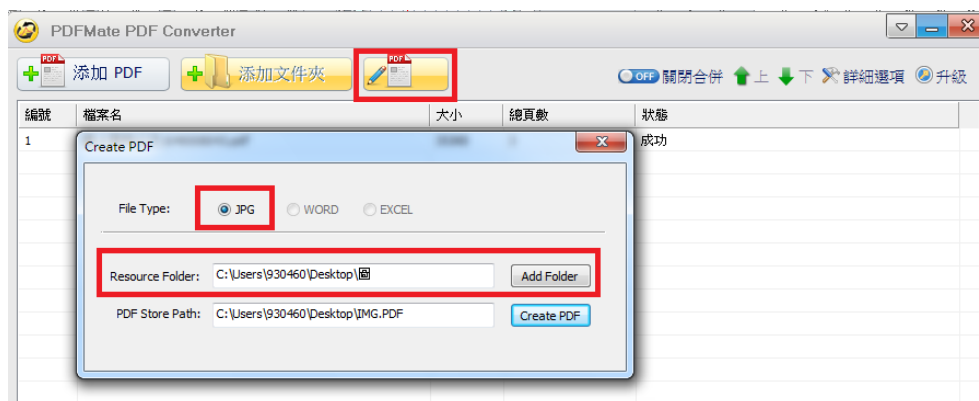 PDFMate PDF Converter
添加 PDF 添加文件夾 PDF OFF 關閉合併 上 下 詳細選項 升級
編號 檔案名 大小 總頁數 狀態
1 成功
Create PDF
File Type: JPG WORD EXCEL
Resource Folder: C:\Users\930460\Desktop\圖 Add Folder
PDF Store Path: C:\Users\930460\Desktop\IMG.PDF Create PDF